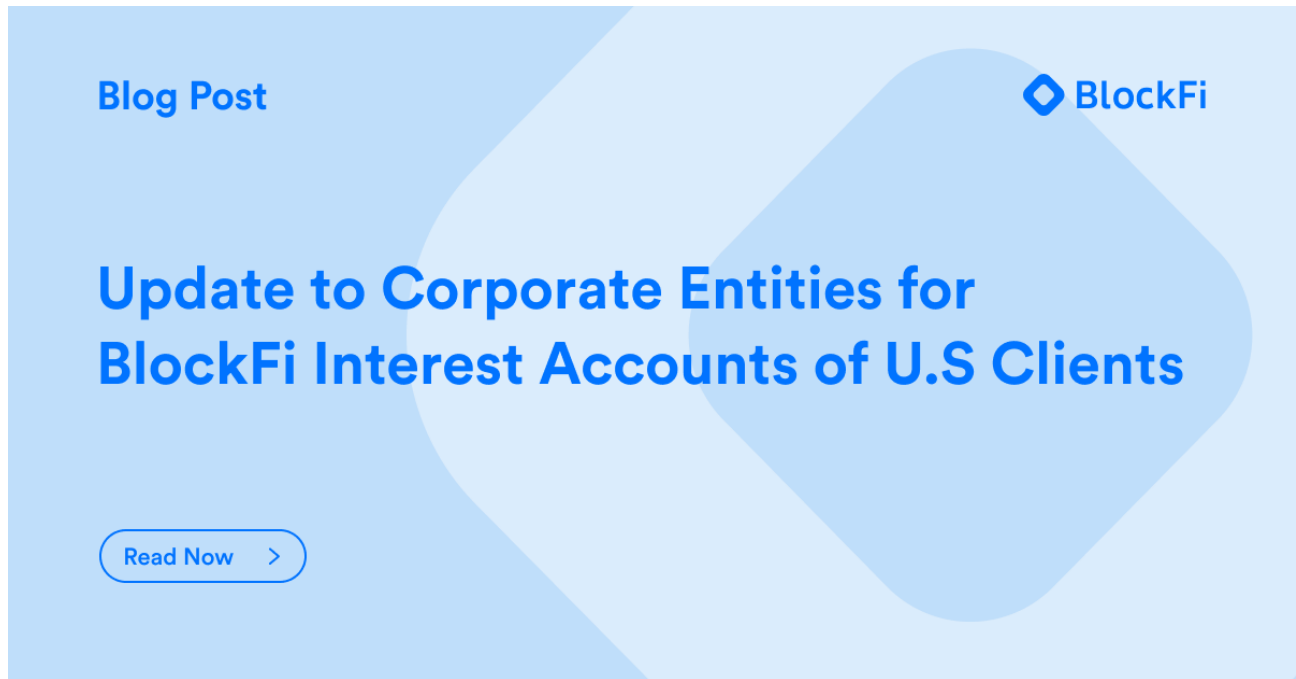 Blog Post
BlockFi
Update to Corporate Entities for
BlockFi Interest Accounts of U.S Clients
Read Now